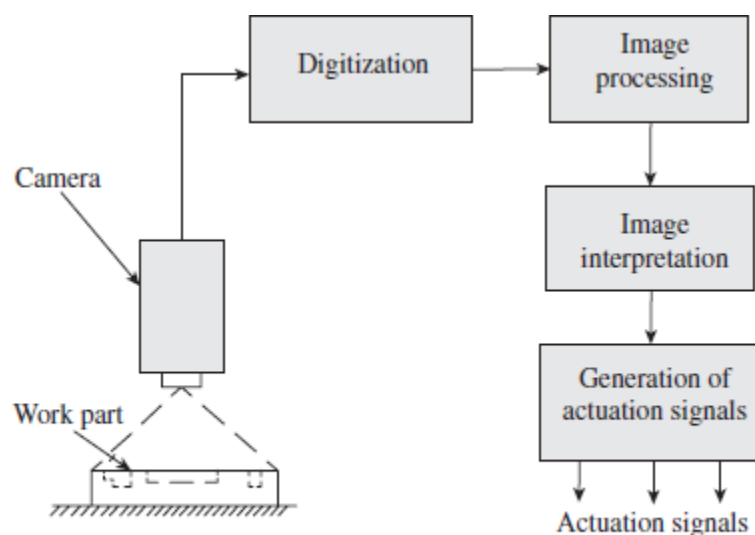 Digitization
Image
processing
Camera
Image
interpretation
Work part
Generation of
actuation signals
Actuation signals